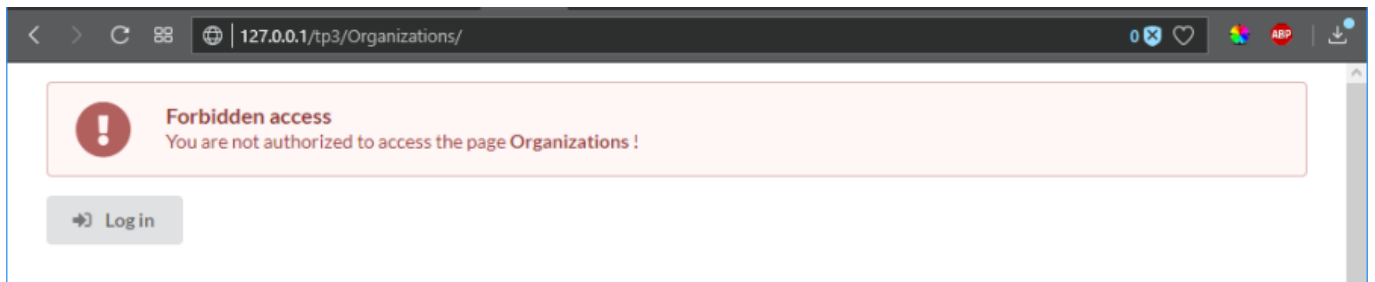 127.0.0.1/tp3/Organizations/
0
ABP
Forbidden access
You are not authorized to access the page Organizations !
Log in